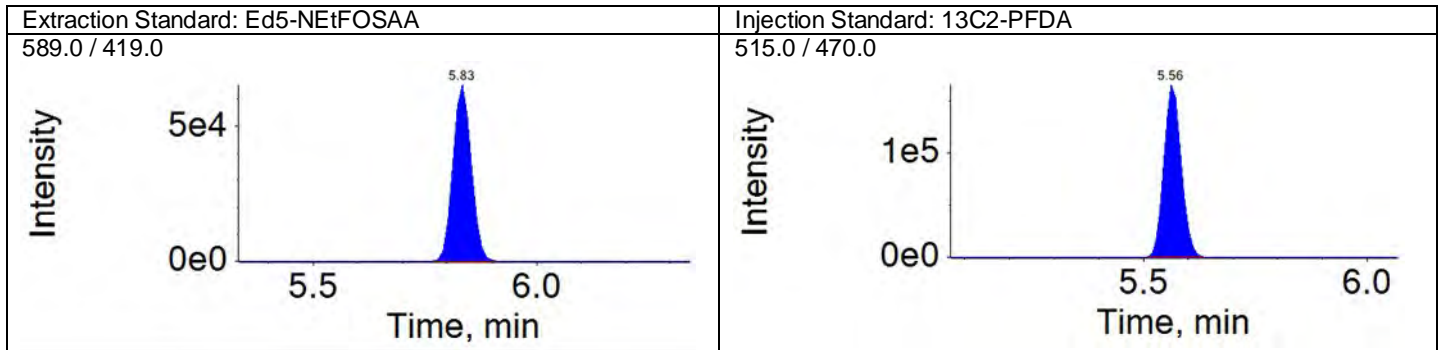 Extraction Standard: Ed5-NEtFOSAA
589.0 / 419.0
5.83
Intensity
5e4
0e0
5.5
6.0
Time, min
Injection Standard: 13C2-PFDA
515.0 / 470.0
5.56
Intensity
1e5
0e0
5.5
6.0
Time, min